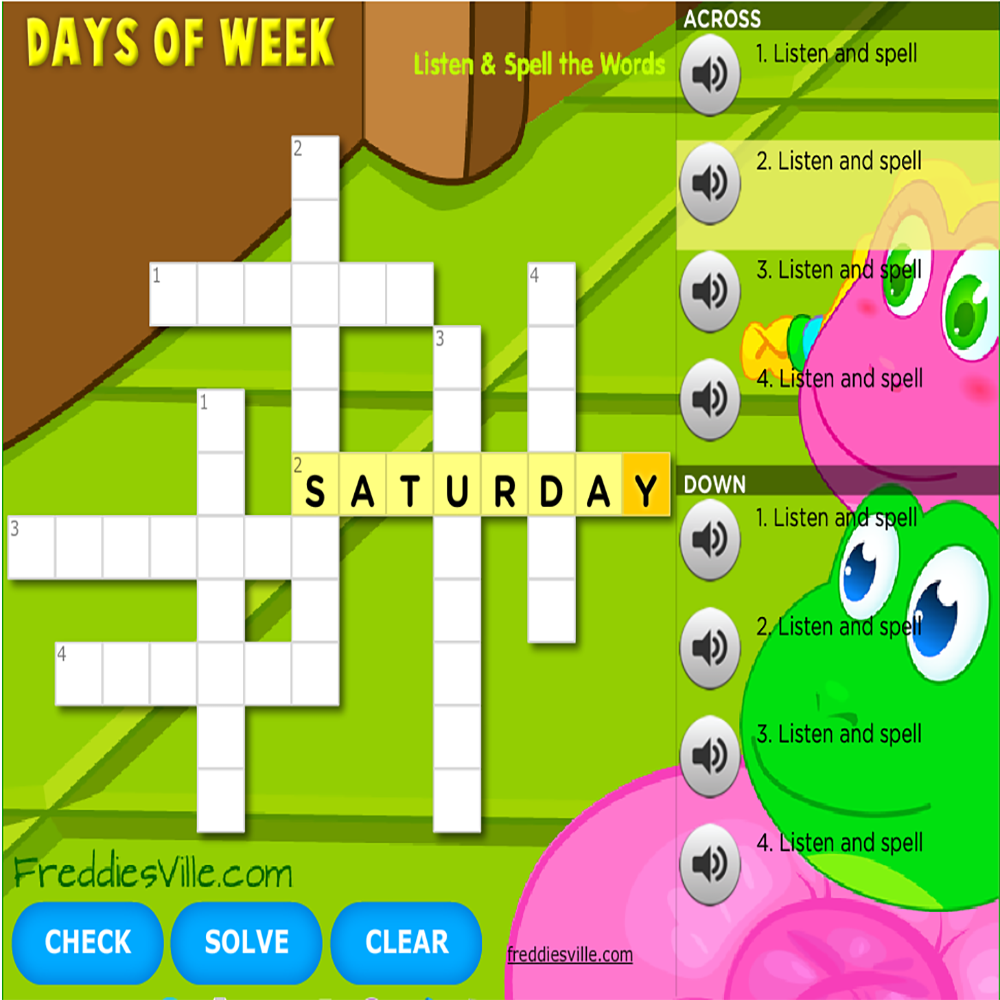 DAYS OF WEEK
Listen & Spell the Words
2
1
4
3
1
2
SATURDAY
3
4
FreddiesVille.com
CHECK
SOLVE
CLEAR
freddiesville.com
ACROSS
1. Listen and spell
2. Listen and spell
3. Listen and spell
4. Listen and spell
DOWN
1. Listen and spell
2. Listen and spell
3. Listen and spell
4. Listen and spell